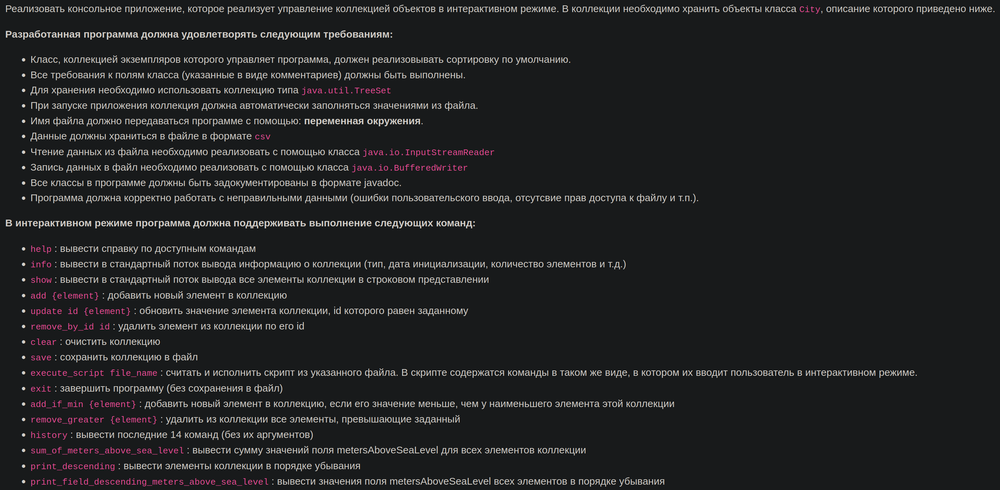 Реализовать консольное приложение, которое реализует управление коллекцией объектов в интерактивном режиме. В коллекции необходимо хранить объекты класса City, описание которого приведено ниже.
Разработанная программа должна удовлетворять следующим требованиям:
• Класс, коллекцией экземпляров которого управляет программа, должен реализовывать сортировку по умолчанию.
• Все требования к полям класса (указанные в виде комментариев) должны быть выполнены.
• Для хранения необходимо использовать коллекцию типа java.util.TreeSet
• При запуске приложения коллекция должна автоматически заполняться значениями из файла.
• Имя файла должно передаваться программе с помощью: переменная окружения.
• Данные должны храниться в файле в формате csv
• Чтение данных из файла необходимо реализовать с помощью класса java.io.InputStreamReader
• Запись данных в файл необходимо реализовать с помощью класса java.io.BufferedWriter
• Все классы в программе должны быть задокументированы в формате javadoc.
• Программа должна корректно работать с неправильными данными (ошибки пользовательского ввода, отсутсвие прав доступа к файлу и т.п.).
В интерактивном режиме программа должна поддерживать выполнение следующих команд:
• help : вывести справку по доступным командам
• info : вывести в стандартный поток вывода информацию о коллекции (тип, дата инициализации, количество элементов и т.д.)
• show : вывести в стандартный поток вывода все элементы коллекции в строковом представлении
• add {element} : добавить новый элемент в коллекцию
• update id {element} : обновить значение элемента коллекции, id которого равен заданному
• remove_by_id id : удалить элемент из коллекции по его id
• clear : очистить коллекцию
• save : сохранить коллекцию в файл
• execute_script file_name : считать и исполнить скрипт из указанного файла. В скрипте содержатся команды в таком же виде, в котором их вводит пользователь в интерактивном режиме.
• exit : завершить программу (без сохранения в файл)
• add_if_min {element} : добавить новый элемент в коллекцию, если его значение меньше, чем у наименьшего элемента этой коллекции
• remove_greater {element} : удалить из коллекции все элементы, превышающие заданный
• history : вывести последние 14 команд (без их аргументов)
• sum_of_meters_above_sea_level : вывести сумму значений поля metersAboveSeaLevel для всех элементов коллекции
• print_descending : вывести элементы коллекции в порядке убывания
• print_field_descending_meters_above_sea_level : вывести значения поля metersAboveSeaLevel всех элементов в порядке убывания